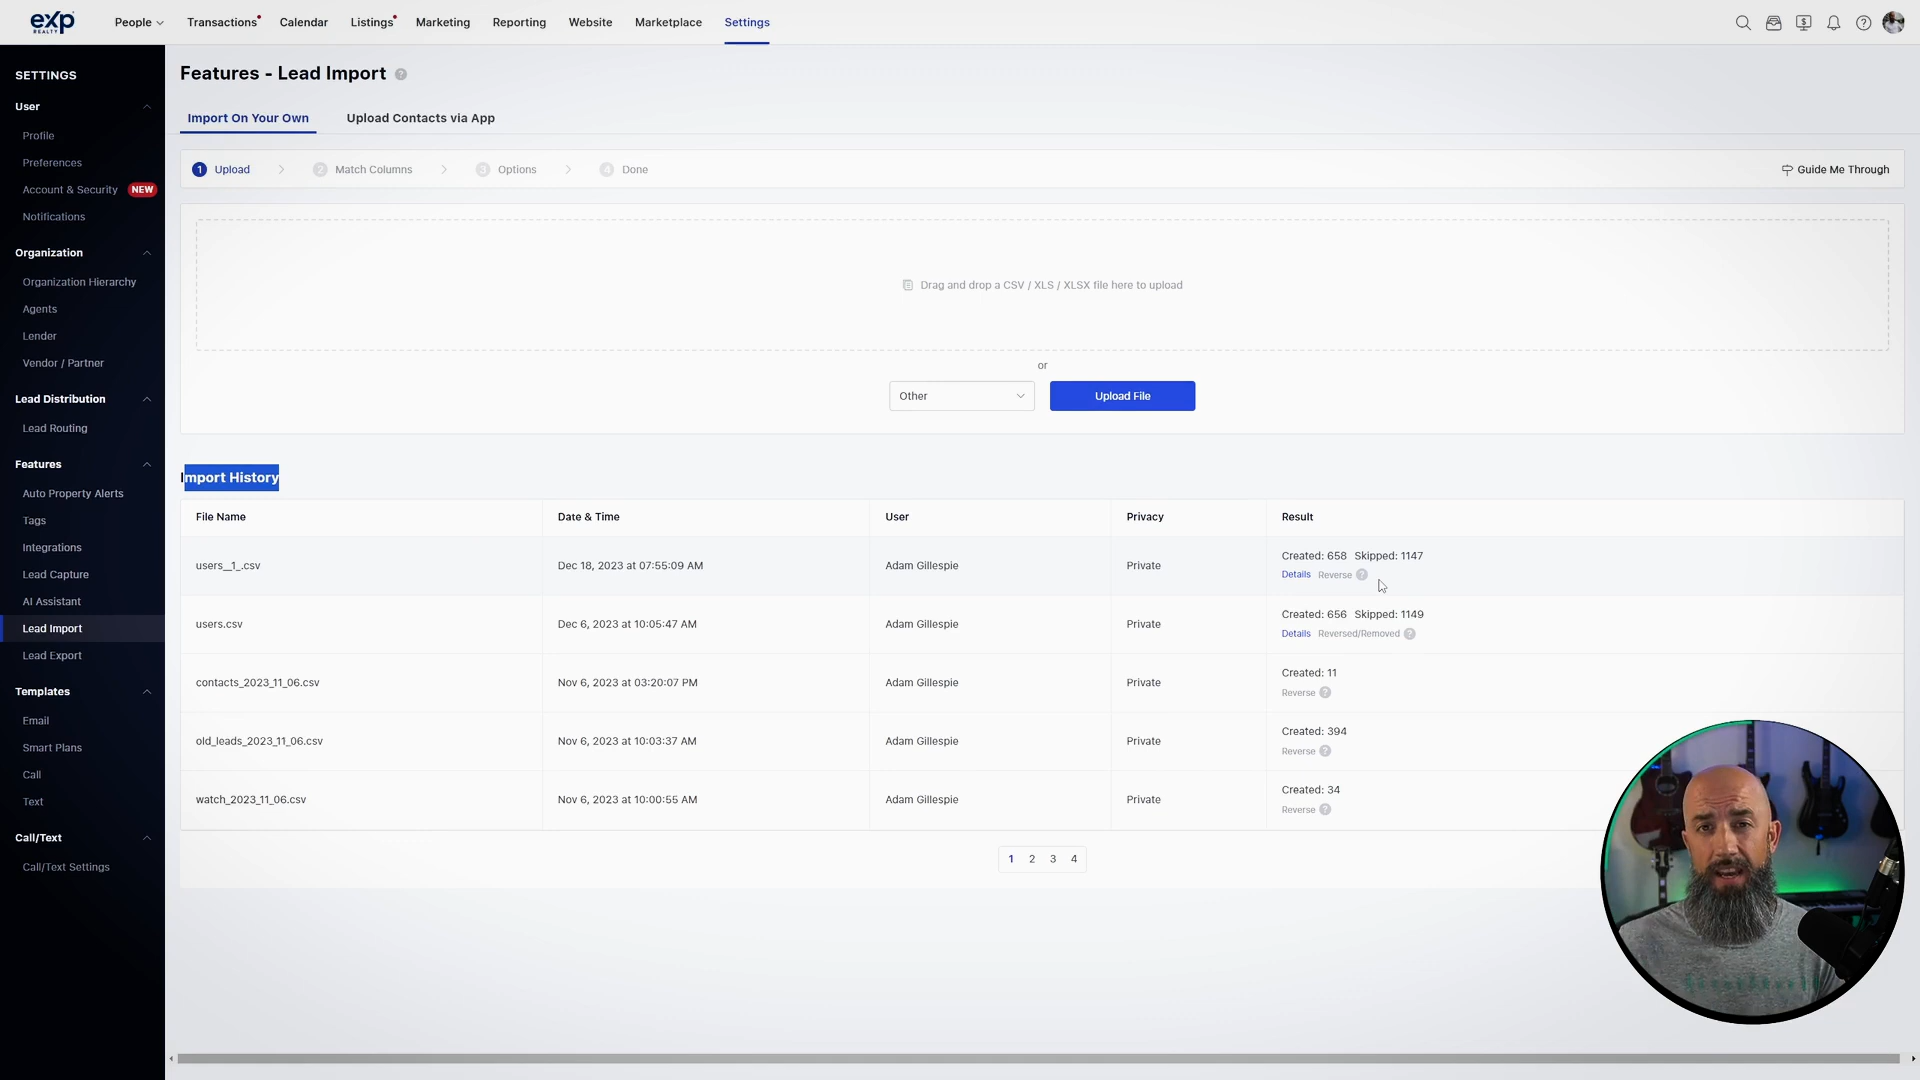 exp
REALTY
People
Transactions
Calendar
Listings
Marketing
Reporting
Website
Marketplace
Settings
SETTINGS
User
Profile
Preferences
Account & Security NEW
Notifications
Organization
Organization Hierarchy
Agents
Lender
Vendor / Partner
Lead Distribution
Lead Routing
Features
Auto Property Alerts
Tags
Integrations
Lead Capture
AI Assistant
Lead Import
Lead Export
Templates
Email
Smart Plans
Call
Text
Call/Text
Call/Text Settings
Features - Lead Import ?
Import On Your Own
Upload Contacts via App
1 Upload
2 Match Columns
3 Options
4 Done
Guide Me Through
Drag and drop a CSV / XLS / XLSX file here to upload
or
Other
Upload File
Import History
File Name Date & Time User Privacy Result
users__1_.csv Dec 18, 2023 at 07:55:09 AM Adam Gillespie Private Created: 658 Skipped: 1147
Details Reverse ?
users.csv Dec 6, 2023 at 10:05:47 AM Adam Gillespie Private Created: 656 Skipped: 1149
Details Reversed/Removed ?
contacts_2023_11_06.csv Nov 6, 2023 at 03:20:07 PM Adam Gillespie Private Created: 11
Reverse ?
old_leads_2023_11_06.csv Nov 6, 2023 at 10:03:37 AM Adam Gillespie Private Created: 394
Reverse ?
watch_2023_11_06.csv Nov 6, 2023 at 10:00:55 AM Adam Gillespie Private Created: 34
Reverse ?
1 2 3 4